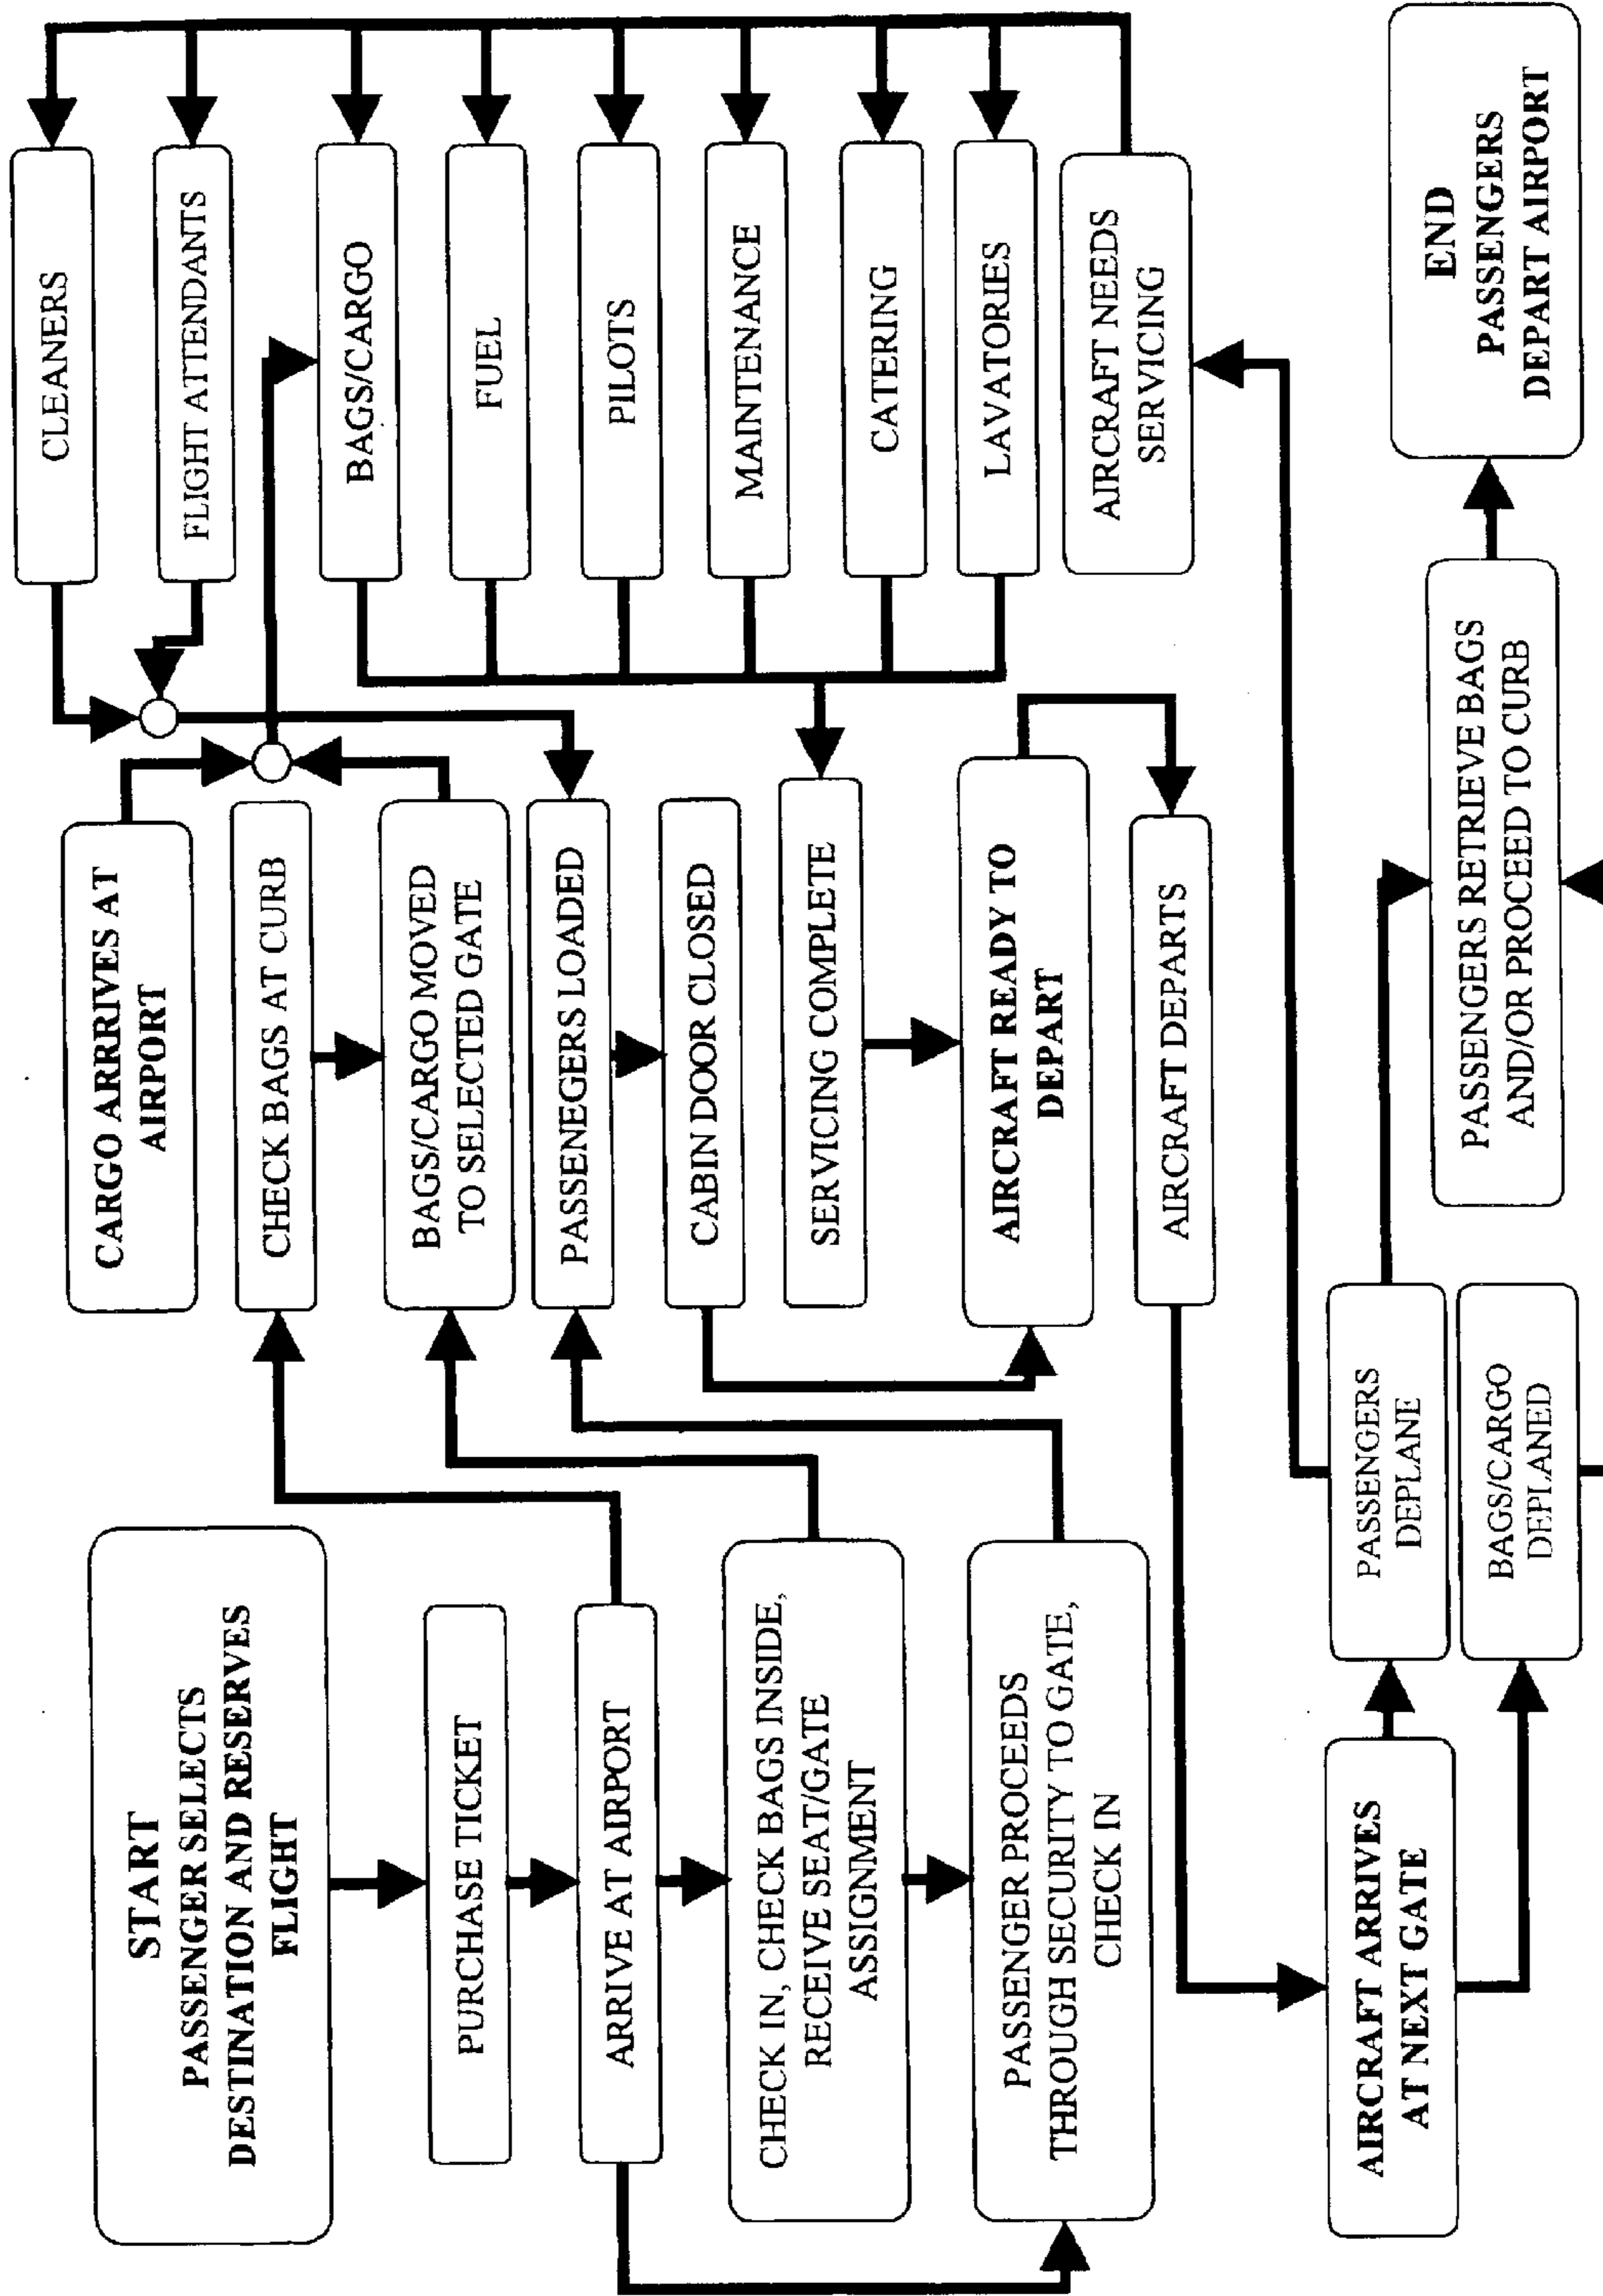 START
PASSENGER SELECTS
DESTINATION AND RESERVES
FLIGHT
PURCHASE TICKET
ARRIVE AT AIRPORT
CHECK IN, CHECK BAGS INSIDE,
RECEIVE SEAT/GATE
ASSIGNMENT
PASSENGER PROCEEDS
THROUGH SECURITY TO GATE,
CHECK IN
CARGO ARRIVES AT
AIRPORT
CHECK BAGS AT CURB
BAGS/CARGO MOVED
TO SELECTED GATE
PASSENEGERS LOADED
CABIN DOOR CLOSED
SERVICING COMPLETE
AIRCRAFT READY TO
DEPART
AIRCRAFT DEPARTS
CLEANERS
FLIGHT ATTENDANTS
BAGS/CARGO
FUEL
PILOTS
MAINTENANCE
CATERING
LAVATORIES
AIRCRAFT NEEDS
SERVICING
AIRCRAFT ARRIVES
AT NEXT GATE
PASSENGERS
DEPLANE
BAGS/CARGO
DEPLANED
PASSENGERS RETRIEVE BAGS
AND/OR PROCEED TO CURB
END
PASSENGERS
DEPART AIRPORT